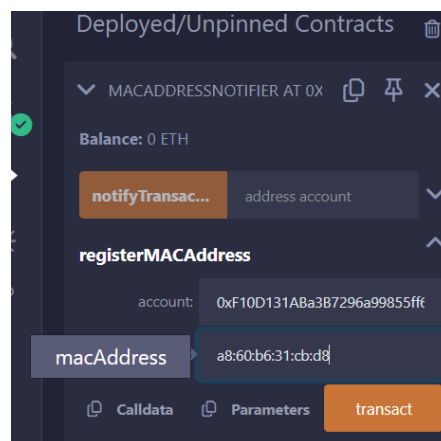 Deployed/Unpinned Contracts
MACADDRESSNOTIFIER AT 0X
Balance: 0 ETH
notifyTransac... address account
registerMACAddress
account: 0xF10D131ABa3B7296a99855ff6
macAddress a8:60:b6:31:cb:d8
Calldata Parameters transact